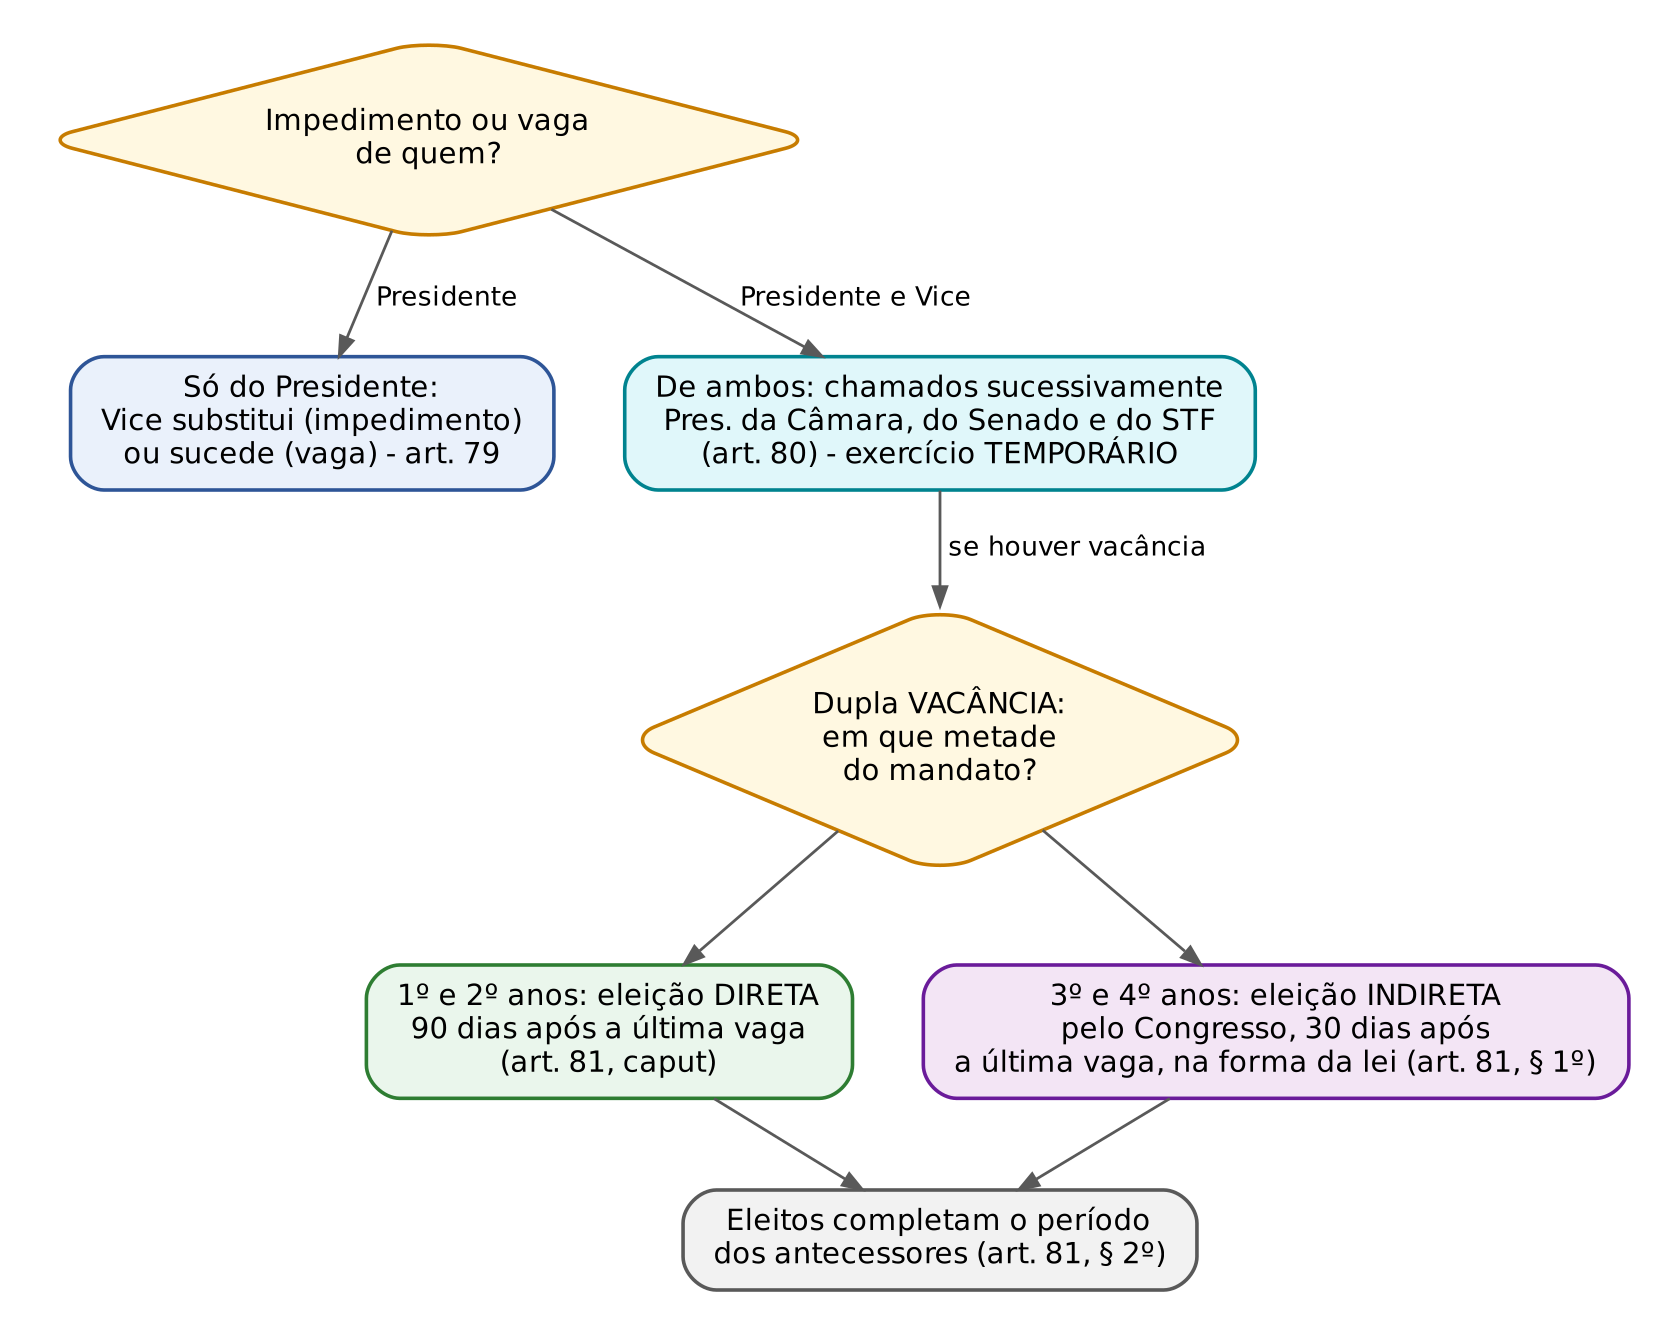 Impedimento ou vaga
de quem?
Presidente
Presidente e Vice
Só do Presidente:
Vice substitui (impedimento)
ou sucede (vaga) - art. 79
De ambos: chamados sucessivamente
Pres. da Câmara, do Senado e do STF
(art. 80) - exercício TEMPORÁRIO
se houver vacância
Dupla VACÂNCIA:
em que metade
do mandato?
1º e 2º anos: eleição DIRETA
90 dias após a última vaga
(art. 81, caput)
3º e 4º anos: eleição INDIRETA
pelo Congresso, 30 dias após
a última vaga, na forma da lei (art. 81, § 1º)
Eleitos completam o período
dos antecessores (art. 81, § 2º)